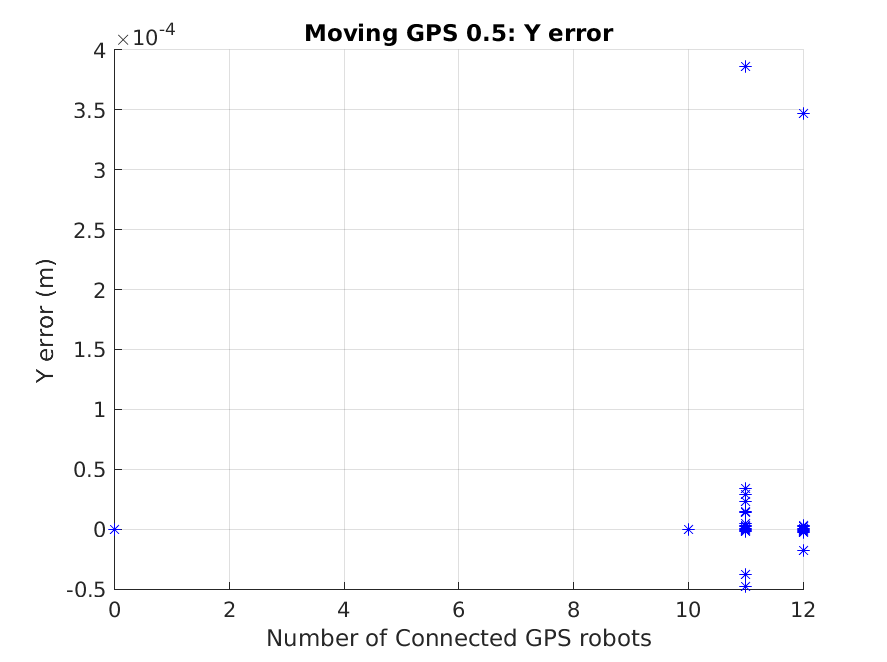 ×10⁻⁴
Moving GPS 0.5: Y error
4
3.5
3
2.5
2
1.5
1
0.5
0
-0.5
Y error (m)
0 2 4 6 8 10 12
Number of Connected GPS robots